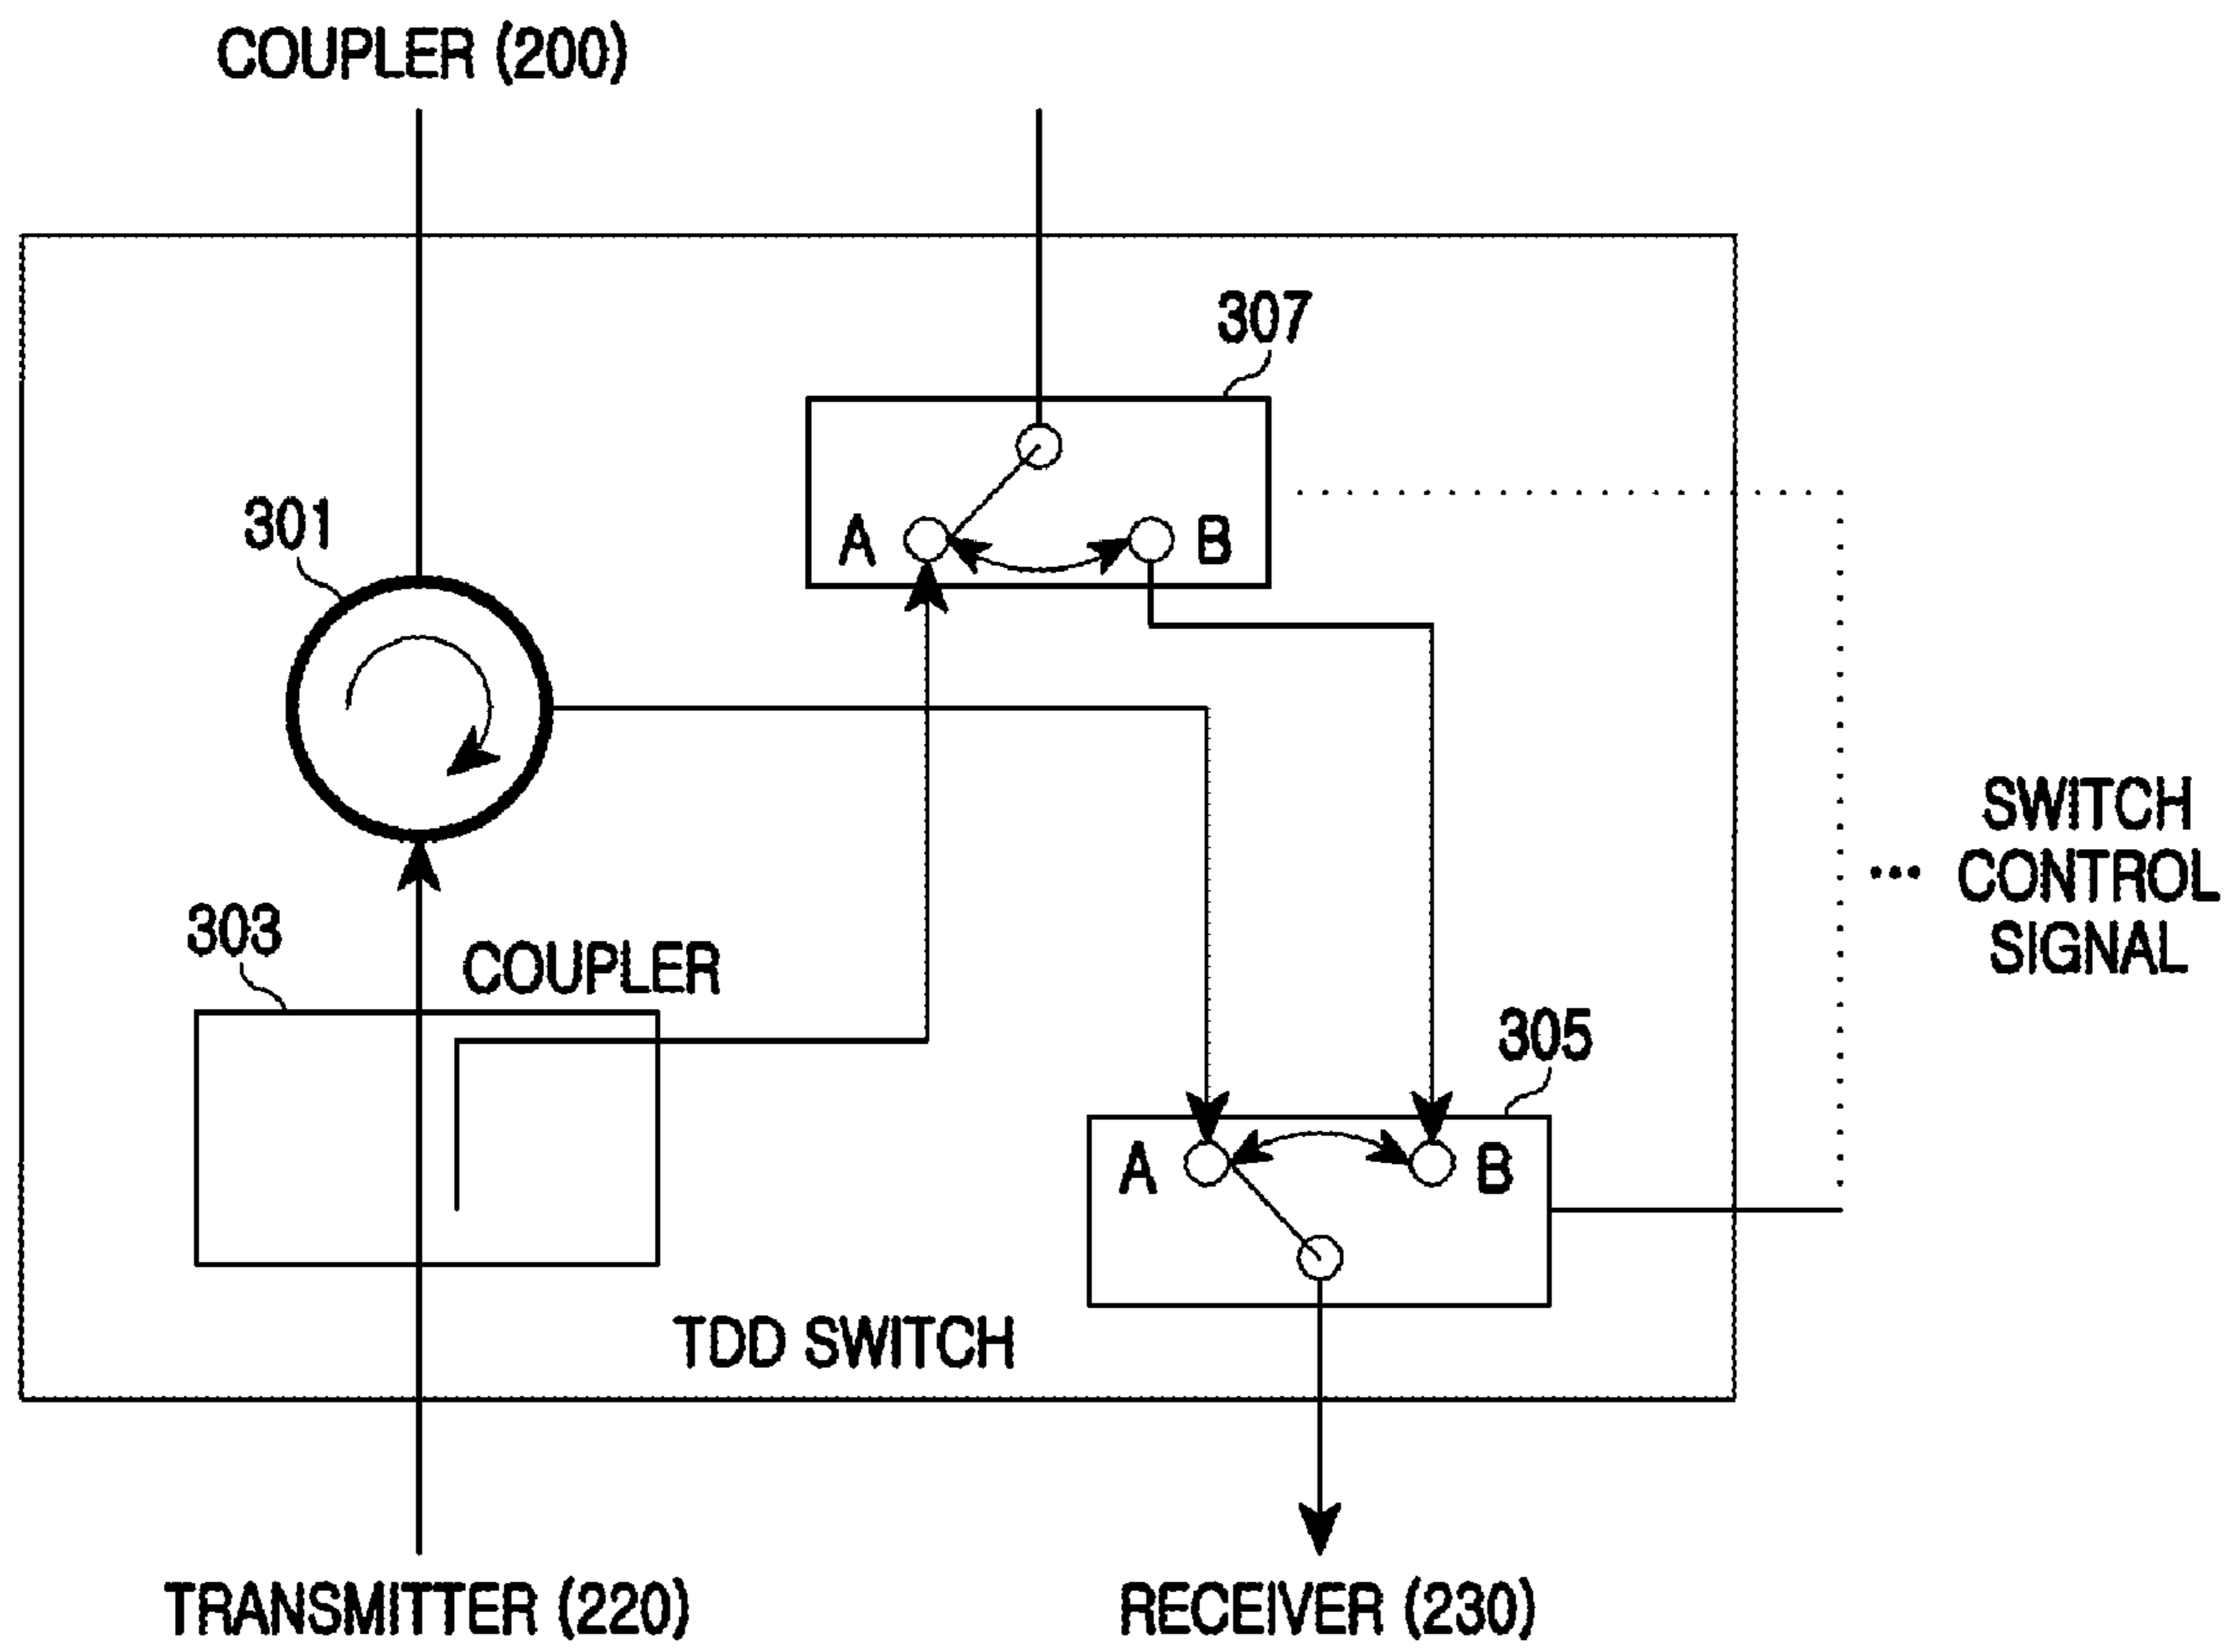 COUPLER (200)
307
A
B
301
SWITCH
CONTROL
SIGNAL
...
303
COUPLER
305
A
B
TDD SWITCH
TRANSMITTER (220)
RECEIVER (230)